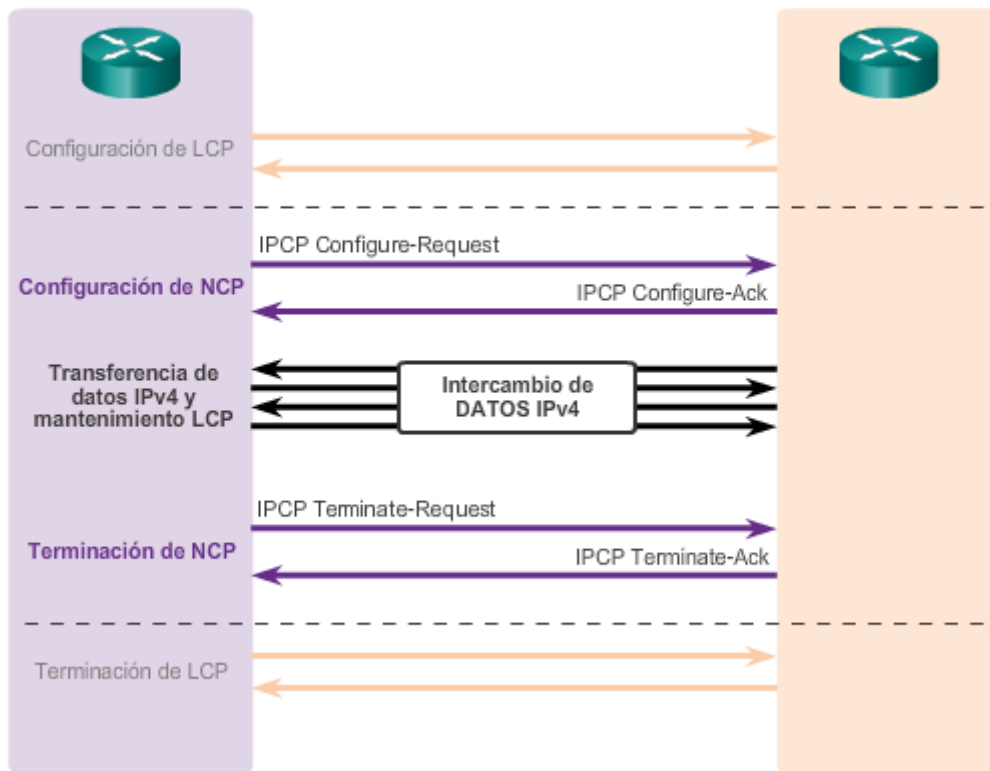 Configuración de LCP
IPCP Configure-Request
Configuración de NCP
IPCP Configure-Ack
Transferencia de
datos IPv4 y
mantenimiento LCP
Intercambio de
DATOS IPv4
IPCP Terminate-Request
Terminación de NCP
IPCP Terminate-Ack
Terminación de LCP